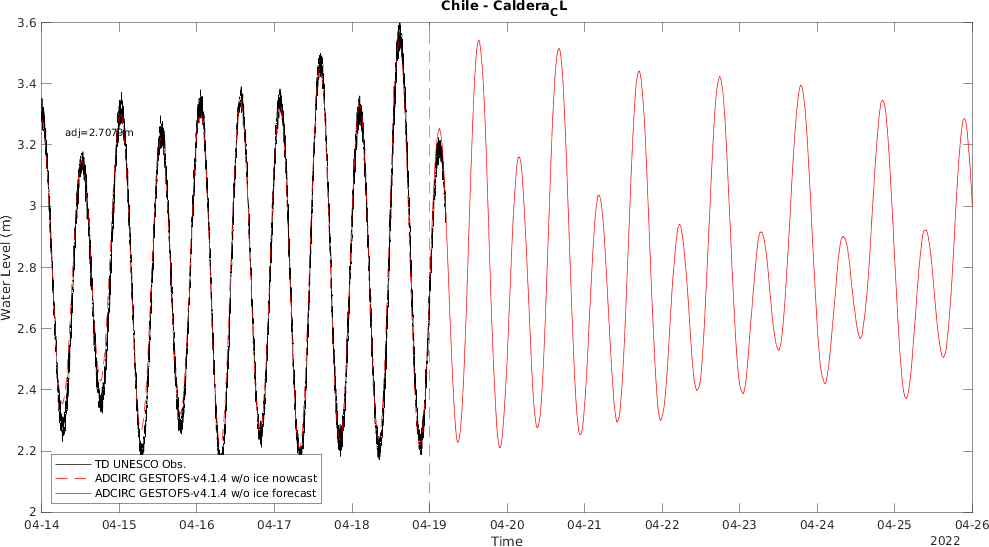 Chile - Caldera_CL
3.6
3.4
3.2
3
2.8
2.6
2.4
2.2
2
Water Level (m)
adj=2.7079m
TD UNESCO Obs.
ADCIRC GESTOFS-v4.1.4 w/o ice nowcast
ADCIRC GESTOFS-v4.1.4 w/o ice forecast
04-14 04-15 04-16 04-17 04-18 04-19 04-20 04-21 04-22 04-23 04-24 04-25 04-26
Time
2022